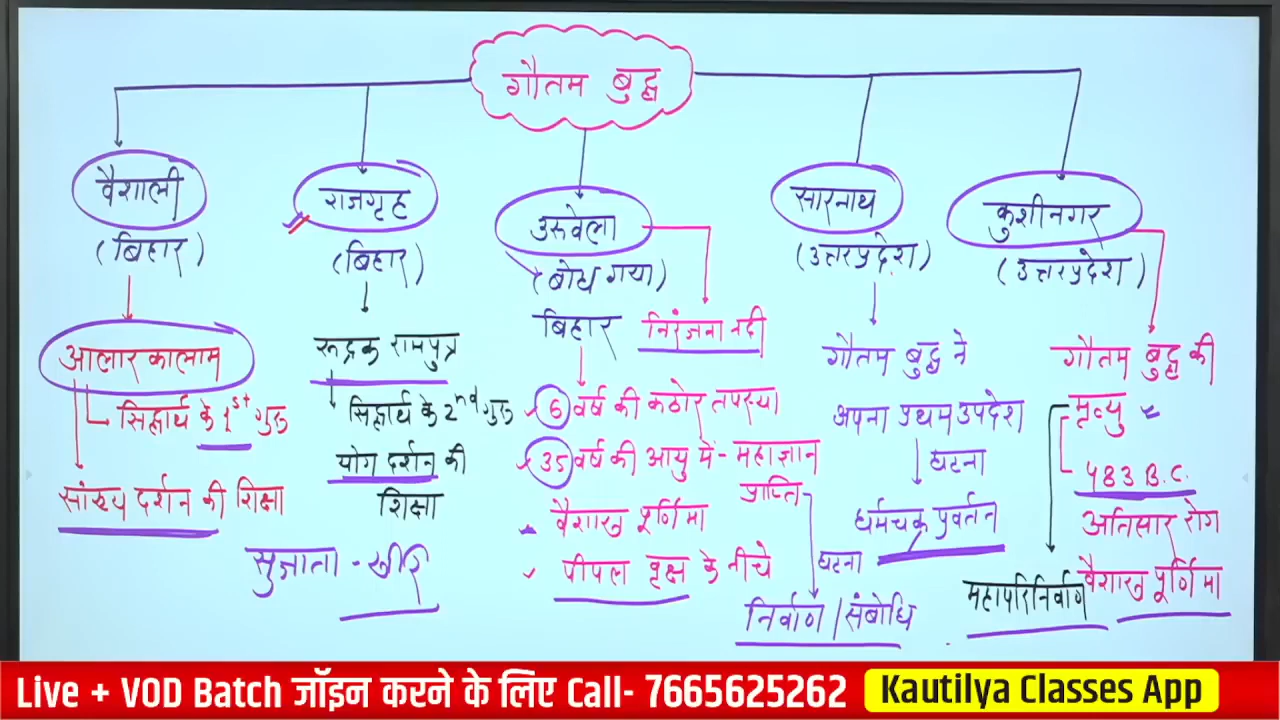 गौतम बुद्ध
वैशाली
(बिहार)
आलार कालाम
सिद्धार्थ के 1st गुरु
सांख्य दर्शन की शिक्षा
राजगृह
(बिहार)
रूद्रक रामपुत्र
सिद्धार्थ के 2nd गुरु
योग दर्शन की
शिक्षा
सुजाता - खीर
उरुवेला
(बोध गया)
बिहार
निरंजना नदी
6 वर्ष की कठोर तपस्या
35 वर्ष की आयु में - महाज्ञान
प्राप्ति
वैशाख पूर्णिमा
पीपल वृक्ष के नीचे
घटना
निर्वाण / संबोधि
सारनाथ
(उत्तरप्रदेश)
गौतम बुद्ध ने
अपना प्रथम उपदेश
घटना
धर्मचक्र प्रवर्तन
कुशीनगर
(उत्तरप्रदेश)
गौतम बुद्ध की
मृत्यु
483 B.C.
अतिसार रोग
वैशाख पूर्णिमा
महापरिनिर्वाण
Live + VOD Batch जॉइन करने के लिए Call- 7665625262
Kautilya Classes App